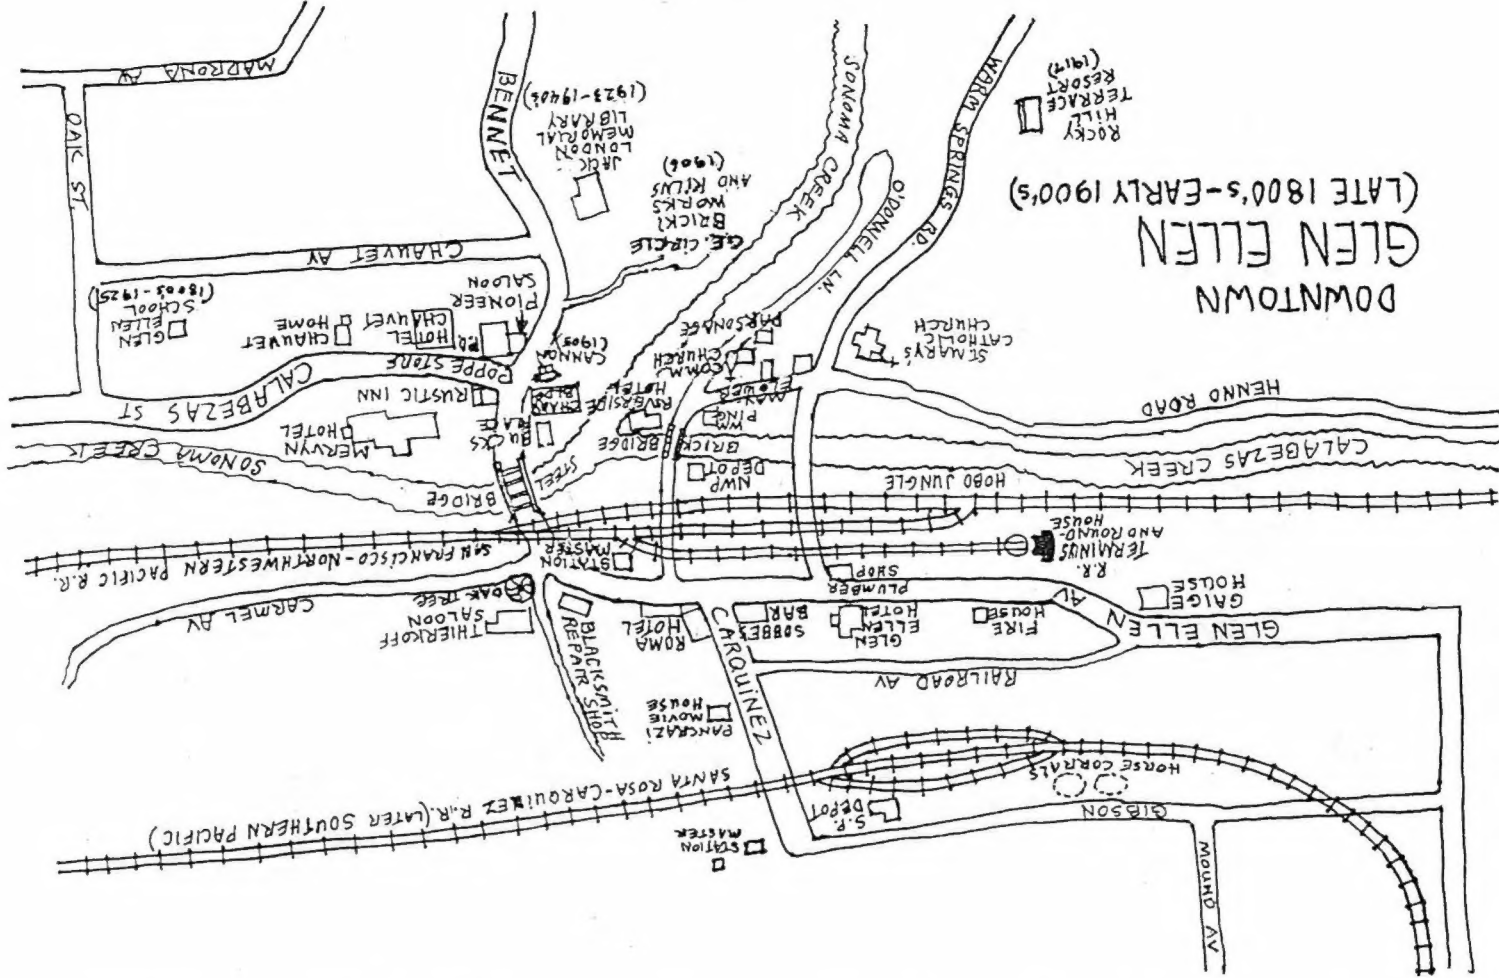 DOWNTOWN
GLEN ELLEN
(LATE 1800's-EARLY 1900's)
MOUND AV
GIBSON
HORSE CORRALS
S.P.
DEPOT
STATION
MASTER
SANTA ROSA-CARQUINEZ R.R. (LATER SOUTHERN PACIFIC)
CARQUINEZ
PANCRAZI
MOVIE
HOUSE
RAILROAD AV
GLEN ELLEN AV
GAIGE
HOUSE
FIRE
HOUSE
GLEN
ELLEN
HOTEL
SOBBES
BAR
ROMA
HOTEL
BLACKSMITH
REPAIR SHOP
THIERKOFF
SALOON
OAK TREE
CARMEL AV
PLUMBER
SHOP
R.R.
TERMINUS
AND ROUND-
HOUSE
STATION
MASTER
SAN FRANCISCO-NORTHWESTERN PACIFIC R.R.
HOBO JUNGLE
NWP
DEPOT
CALABEZAS CREEK
HENNO ROAD
STEEL
BRIDGE
BRICK
BRIDGE
SONOMA CREEK
MERVYN
HOTEL
BUCKS
PLACE
RUSTIC INN
CHAUV
BLDG
RIVERSIDE
HOTEL
WM
PING
MAY-
FLOWER
COMM.
CHURCH
PARSONAGE
ST. MARY'S
CATHOLIC
CHURCH
CALABEZAS ST
POPPE STORE
P.O.
CANNON
(1905)
PIONEER
SALOON
CHAUVET
HOTEL
CHAUVET
HOME
GLEN
ELLEN
SCHOOL
(1800's-1925)
CHAUVET AV
O'DONNELL LN.
WARM SPRINGS RD.
SONOMA CREEK
G.E. CIRCLE
BRICK
WORKS
AND KILNS
(1906)
JACK
LONDON
MEMORIAL
LIBRARY
(1923-1940's)
BENNET
OAK ST.
MADRONA AV
ROCKY
HILL
TERRACE
RESORT
(1917)